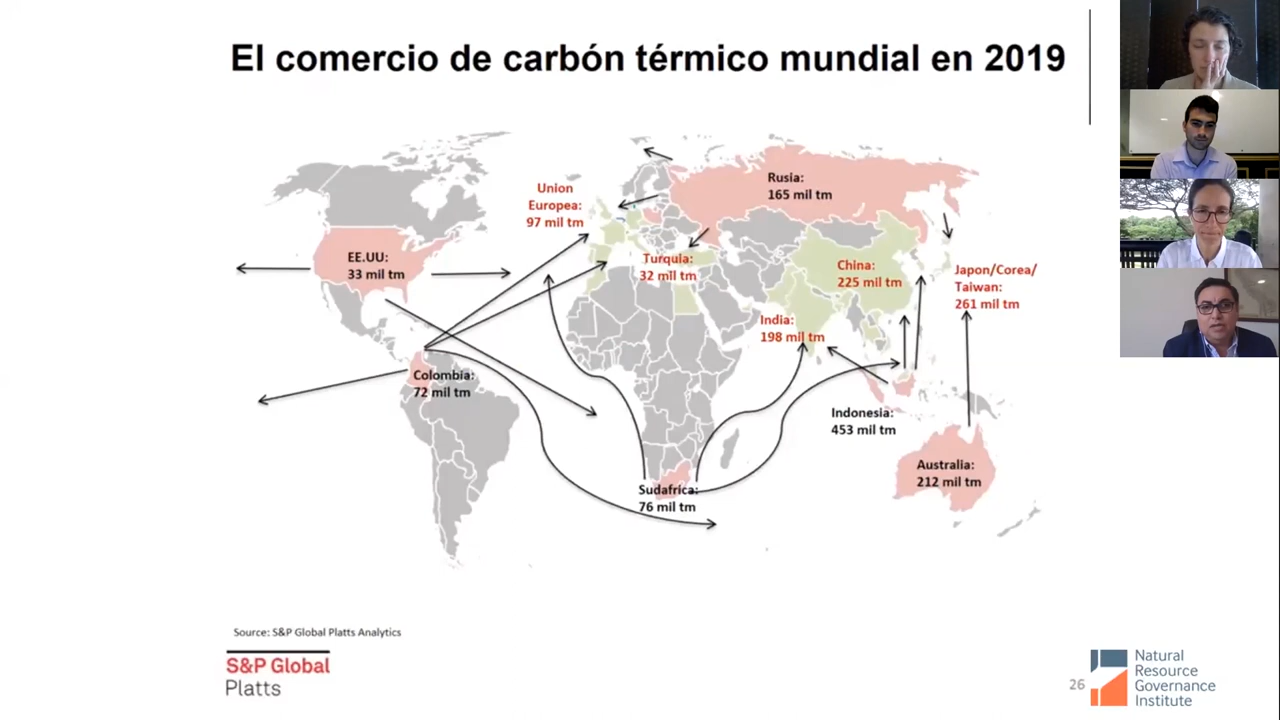 El comercio de carbón térmico mundial en 2019
Union
Europea:
97 mil tm
Rusia:
165 mil tm
EE.UU:
33 mil tm
Turquia:
32 mil tm
China:
225 mil tm
Japon/Corea/
Taiwan:
261 mil tm
India:
198 mil tm
Colombia:
72 mil tm
Indonesia:
453 mil tm
Australia:
212 mil tm
Sudafrica:
76 mil tm
Source: S&P Global Platts Analytics
S&P Global
Platts
26
Natural
Resource
Governance
Institute